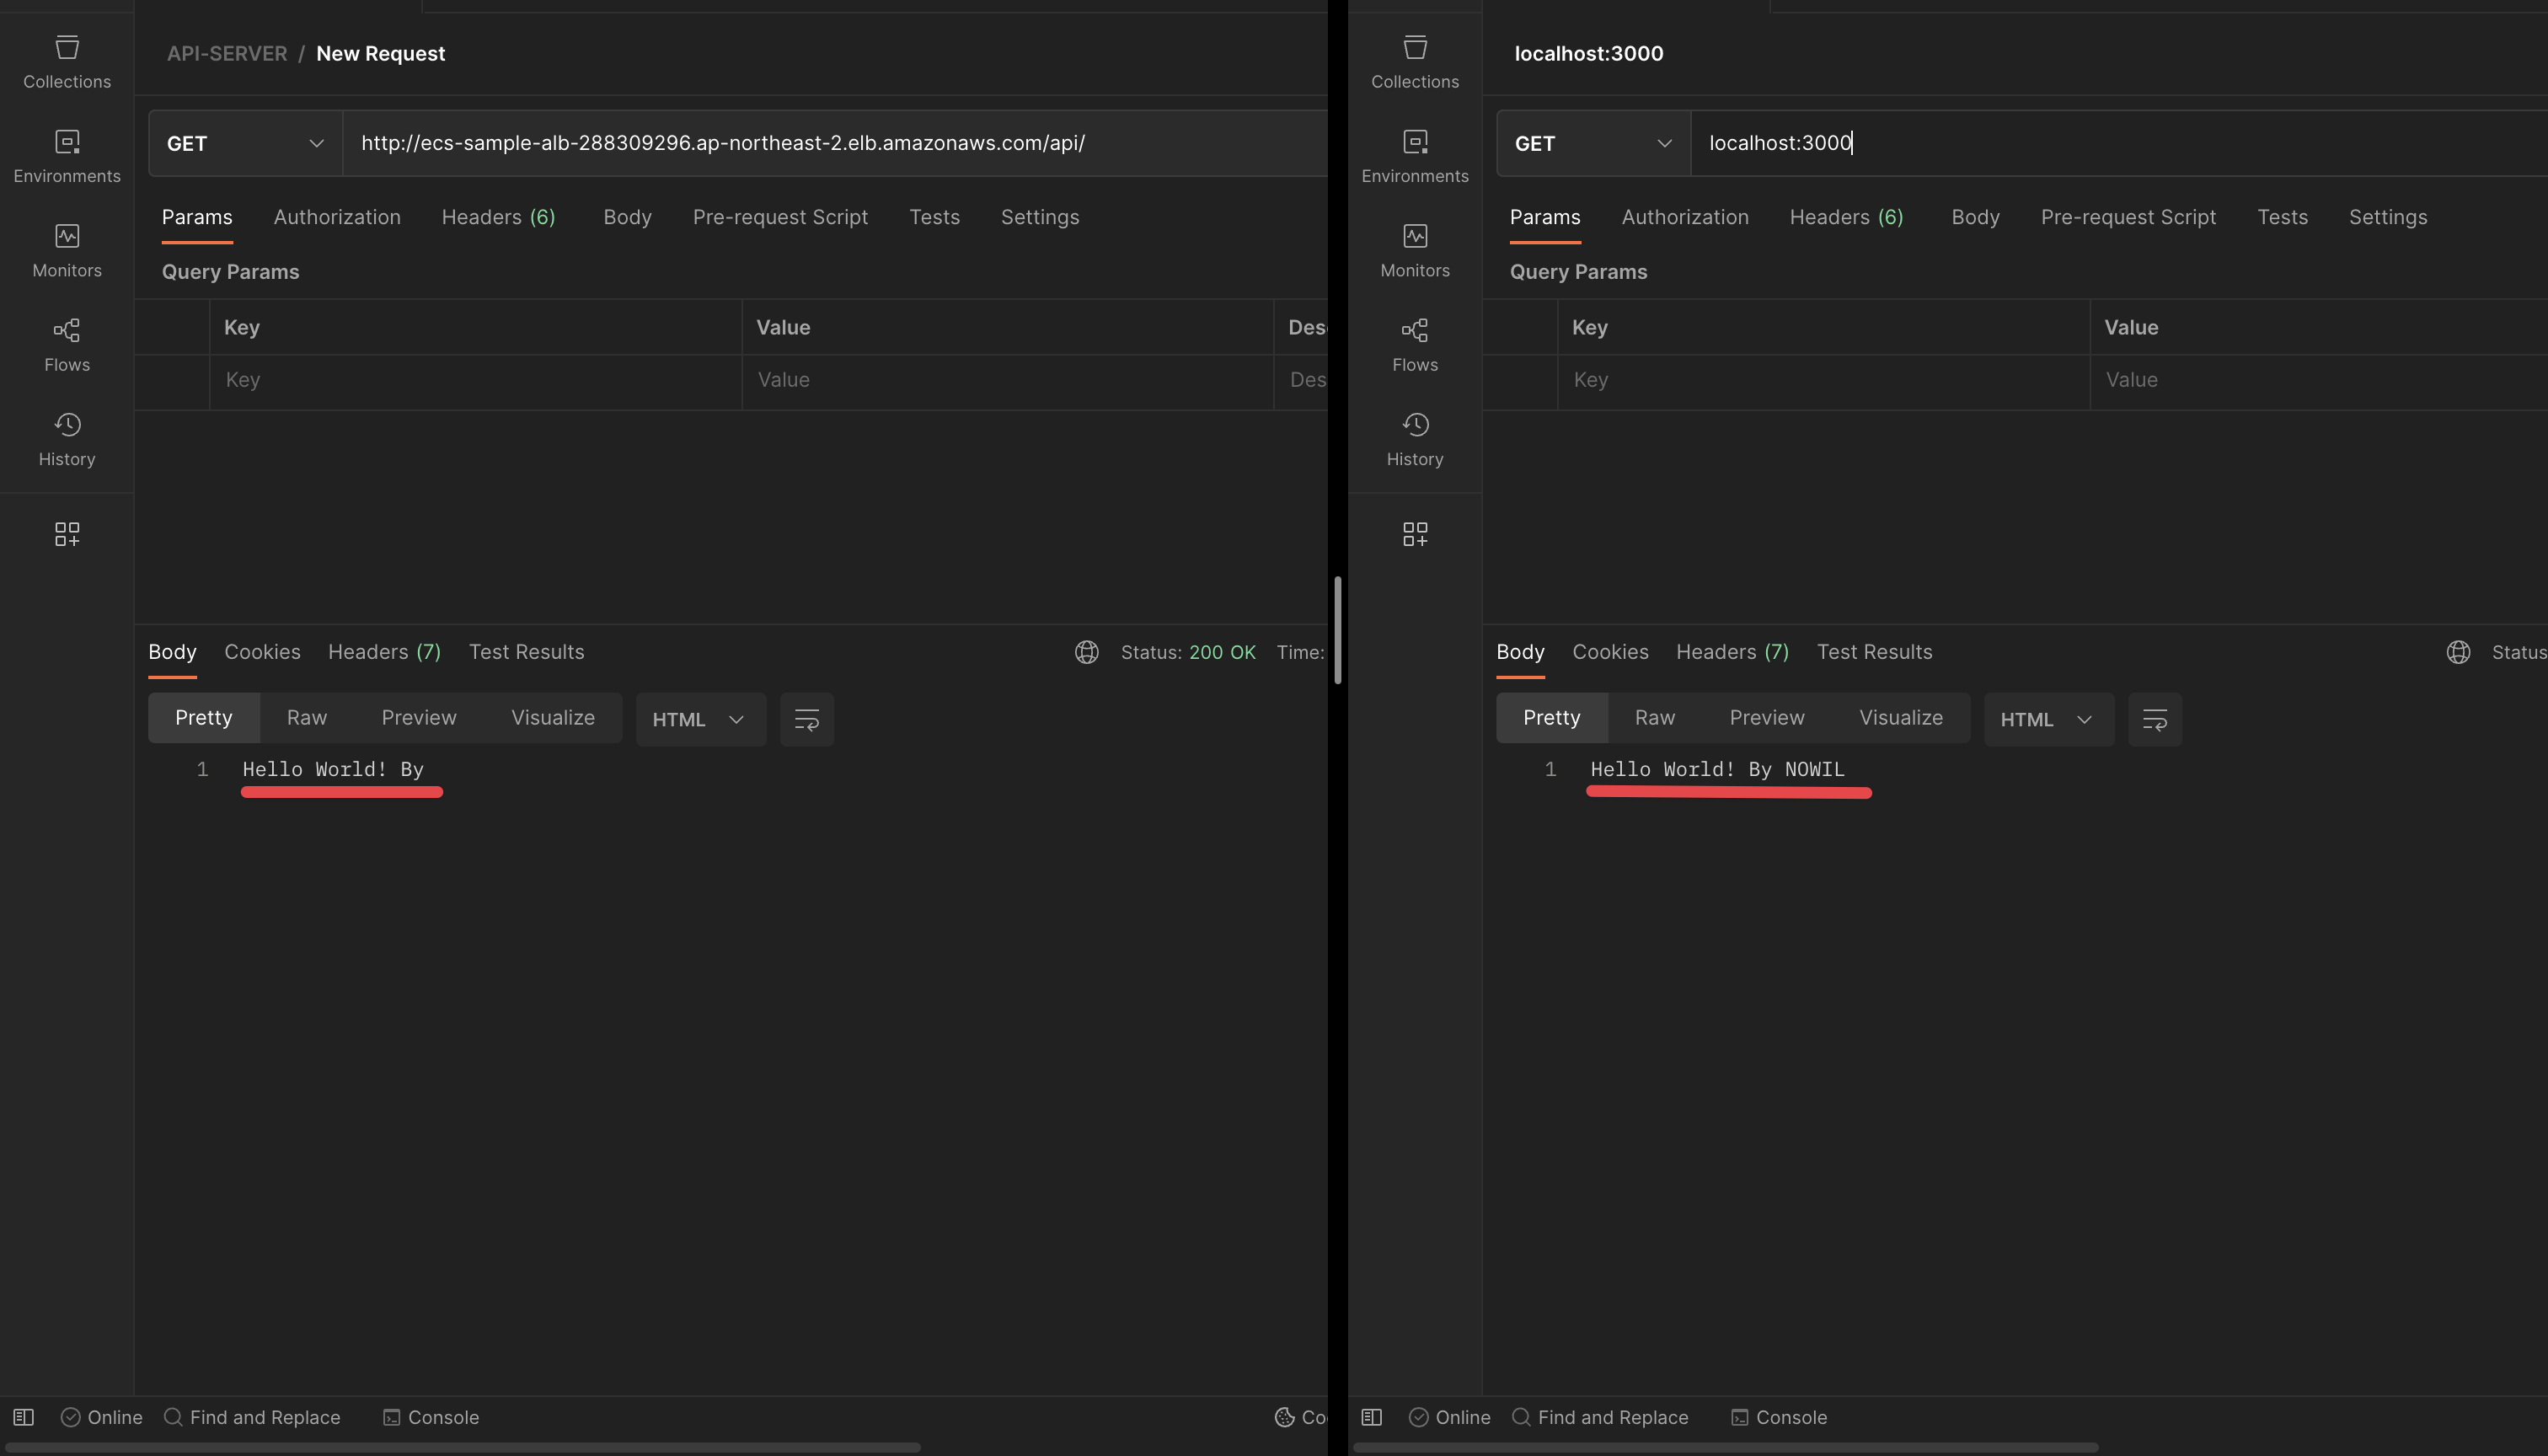 Collections
Environments
Monitors
Flows
History
API-SERVER / New Request
GET http://ecs-sample-alb-288309296.ap-northeast-2.elb.amazonaws.com/api/
Params Authorization Headers (6) Body Pre-request Script Tests Settings
Query Params
Key Value Des
Key Value Des
Body Cookies Headers (7) Test Results Status: 200 OK Time:
Pretty Raw Preview Visualize HTML
1 Hello World! By
Online Find and Replace Console Co
Collections
Environments
Monitors
Flows
History
localhost:3000
GET localhost:3000
Params Authorization Headers (6) Body Pre-request Script Tests Settings
Query Params
Key Value
Key Value
Body Cookies Headers (7) Test Results Status
Pretty Raw Preview Visualize HTML
1 Hello World! By NOWIL
Online Find and Replace Console